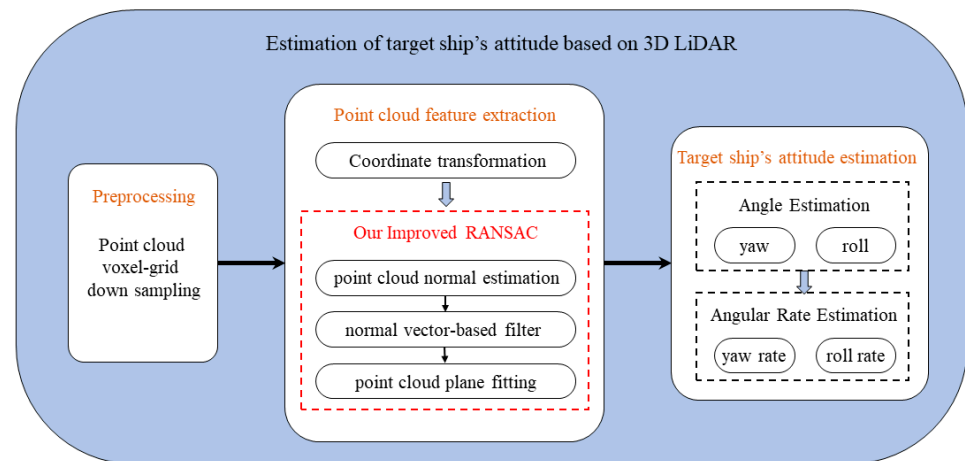 Estimation of target ship's attitude based on 3D LiDAR
Preprocessing
Point cloud
voxel-grid
down sampling
Point cloud feature extraction
Coordinate transformation
Our Improved RANSAC
point cloud normal estimation
normal vector-based filter
point cloud plane fitting
Target ship's attitude estimation
Angle Estimation
yaw
roll
Angular Rate Estimation
yaw rate
roll rate